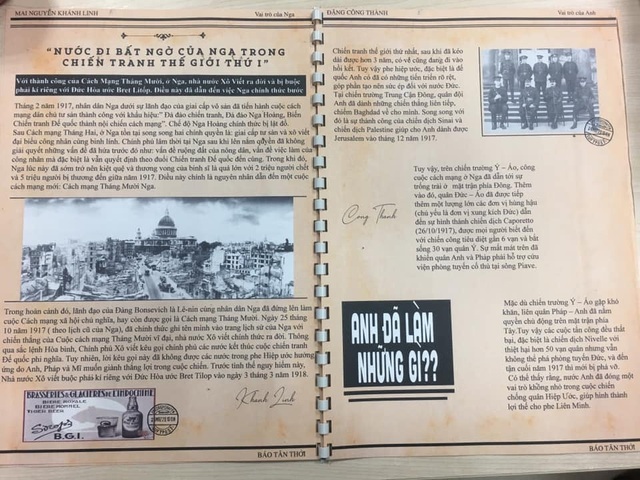 MAI NGUYỄN KHÁNH LINH
Vai trò của Nga
“NƯỚC ĐI BẤT NGỜ CỦA NGA TRONG
CHIẾN TRANH THẾ GIỚI THỨ I”
Với thành công của Cách Mạng Tháng Mười, ở Nga, nhà nước Xô Viết ra đời và bị buộc
phải kí riêng với Đức Hòa ước Bret Litốp. Điều này đã dẫn đến việc Nga chính thức bước
Tháng 2 năm 1917, nhân dân Nga dưới sự lãnh đạo của giai cấp vô sản đã tiến hành cuộc cách
mạng dân chủ tư sản thành công với khẩu hiệu:” Đả đảo chiến tranh, Đả đảo Nga Hoàng, Biến
Chiến tranh Đế quốc thành nội chiến cách mạng”. Chế độ Nga Hoàng chính thức bị lật đổ.
Sau Cách mạng Tháng Hai, ở Nga tồn tại song song hai chính quyền là: giai cấp tư sản và xô viết
đại biểu công nhân cùng binh lính. Chính phủ lâm thời tại Nga sau khi lên nắm quyền đã không
giải quyết những vấn đề đã hứa trước đó như: vấn đề ruộng đất của nông dân, vấn đề việc làm của
công nhân mà đặc biệt là vấn quyết định theo đuổi Chiến tranh Đế quốc đến cùng. Trong khi đó,
Nga lúc này đã sớm trở nên kiệt quệ và thương vong của binh sĩ là quá lớn với 2 triệu người chết
và 5 triệu người bị thương đến giữa năm 1917. Điều này chính là nguyên nhân dẫn đến một cuộc
cách mạng mới: Cách mạng Tháng Mười Nga.
Trong hoàn cảnh đó, lãnh đạo của Đảng Bonsevich là Lê-nin cùng nhân dân Nga đã đứng lên làm
cuộc Cách mạng xã hội chủ nghĩa, hay còn được gọi là Cách mạng Tháng Mười. Ngày 25 tháng
10 năm 1917 ( theo lịch cũ của Nga), đã chính thức ghi tên mình vào trang lịch sử của Nga với
chiến thắng của Cuộc cách mạng Tháng Mười vĩ đại, nhà nước Xô Viết chính thức ra đời. Thông
qua sắc lệnh Hòa bình, Chính phủ Xô Viết kêu gọi chính phủ các nước kết thúc cuộc chiến tranh
Đế quốc phi nghĩa. Tuy nhiên, lời kêu gọi này đã không được các nước trong phe Hiệp ước hưởng
ứng do Anh, Pháp và Mĩ muốn giành thắng lợi trong cuộc chiến. Trước tình thế nguy hiểm này,
Nhà nước Xô Viết buộc phải kí riêng với Đức Hòa ước Bret Tilop vào ngày 3 tháng 3 năm 1918.
BRASSERIES & GLACIÈRES DE L'INDOCHINE
BIÈRE ROYALE
BIÈRE MONTEL
TIGER BEER
B.G.I.
Khánh Linh
BÁO TÂN THỜI
ĐẶNG CÔNG THÀNH
Vai trò của Anh
Chiến tranh thế giới thứ nhất, sau khi đã kéo
dài được hơn 3 năm, có vẻ cũng đang đi vào
hồi kết. Tuy vậy phe hiệp ước, đặc biệt là đế
quốc Anh cố đã có những tiến triển rõ rệt,
góp phần tạo nên sức ép đối với nước Đức.
Tại chiến trường Trung Cận Đông, quân đội
Anh đã dành những chiến thắng liên tiếp,
chiếm Baghdad về cho mình. Song song với
đó là sự thành công của chiến dịch Sinai và
chiến dịch Palestine giúp cho Anh dành được
Jerusalem vào tháng 12 năm 1917.
Tuy vậy, trên chiến trường Ý – Áo, công
cuộc cách mạng ở Nga đã dẫn tới sự
trống trải ở mặt trận phía Đông. Thêm
vào đó, quân Đức – Áo đã được tiếp
thêm một lượng lớn các đơn vị hùng hậu
(chủ yếu là đơn vị xung kích Đức) dẫn
đến sự hình thành chiến dịch Caporetto
(26/10/1917), được mọi người biết đến
với chiến công tiêu diệt gần 6 vạn và bắt
sống 30 vạn quân Ý. Sự mất mát trên đã
khiến quân Anh và Pháp phải hỗ trợ cứu
viện phòng tuyến cố thủ tại sông Piave.
Công Thành
ANH ĐÃ LÀM
NHỮNG GÌ??
Mặc dù chiến trường Ý – Áo gặp khó
khăn, liên quân Pháp – Anh đã nắm
quyền chủ động trên mặt trận phía
Tây.Tuy vậy các cuộc tấn công đều thất
bại, đặc biệt là chiến dịch Nivelle với
thiệt hại hơn 50 vạn quân nhưng vẫn
không thể phá phòng tuyến Đức, và đến
tận cuối năm 1917 thì mới bị phá vỡ.
Có thể thấy rằng, nước Anh đã đóng một
vai trò khổng nhỏ trong cuộc chiến
chống quân Hiệp Ước, giúp hình thành
lợi thế cho phe Liên Minh.
BÁO TÂN THỜI